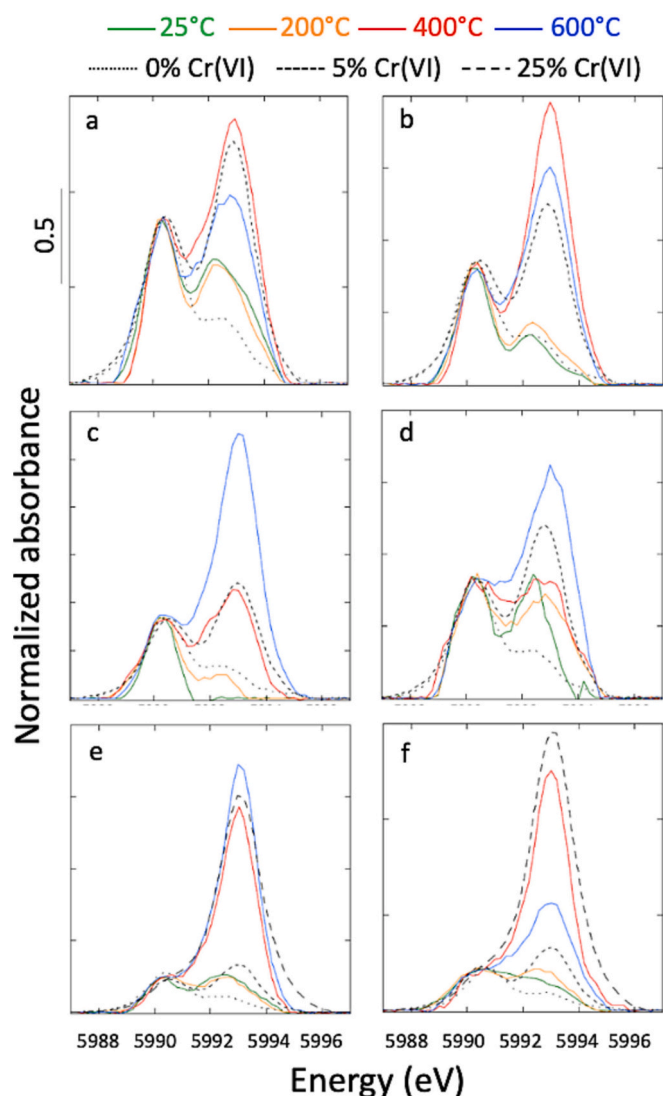 25°C 200°C 400°C 600°C
0% Cr(VI) 5% Cr(VI) 25% Cr(VI)
a b
0.5
c d
Normalized absorbance
e f
5988 5990 5992 5994 5996 5988 5990 5992 5994 5996
Energy (eV)